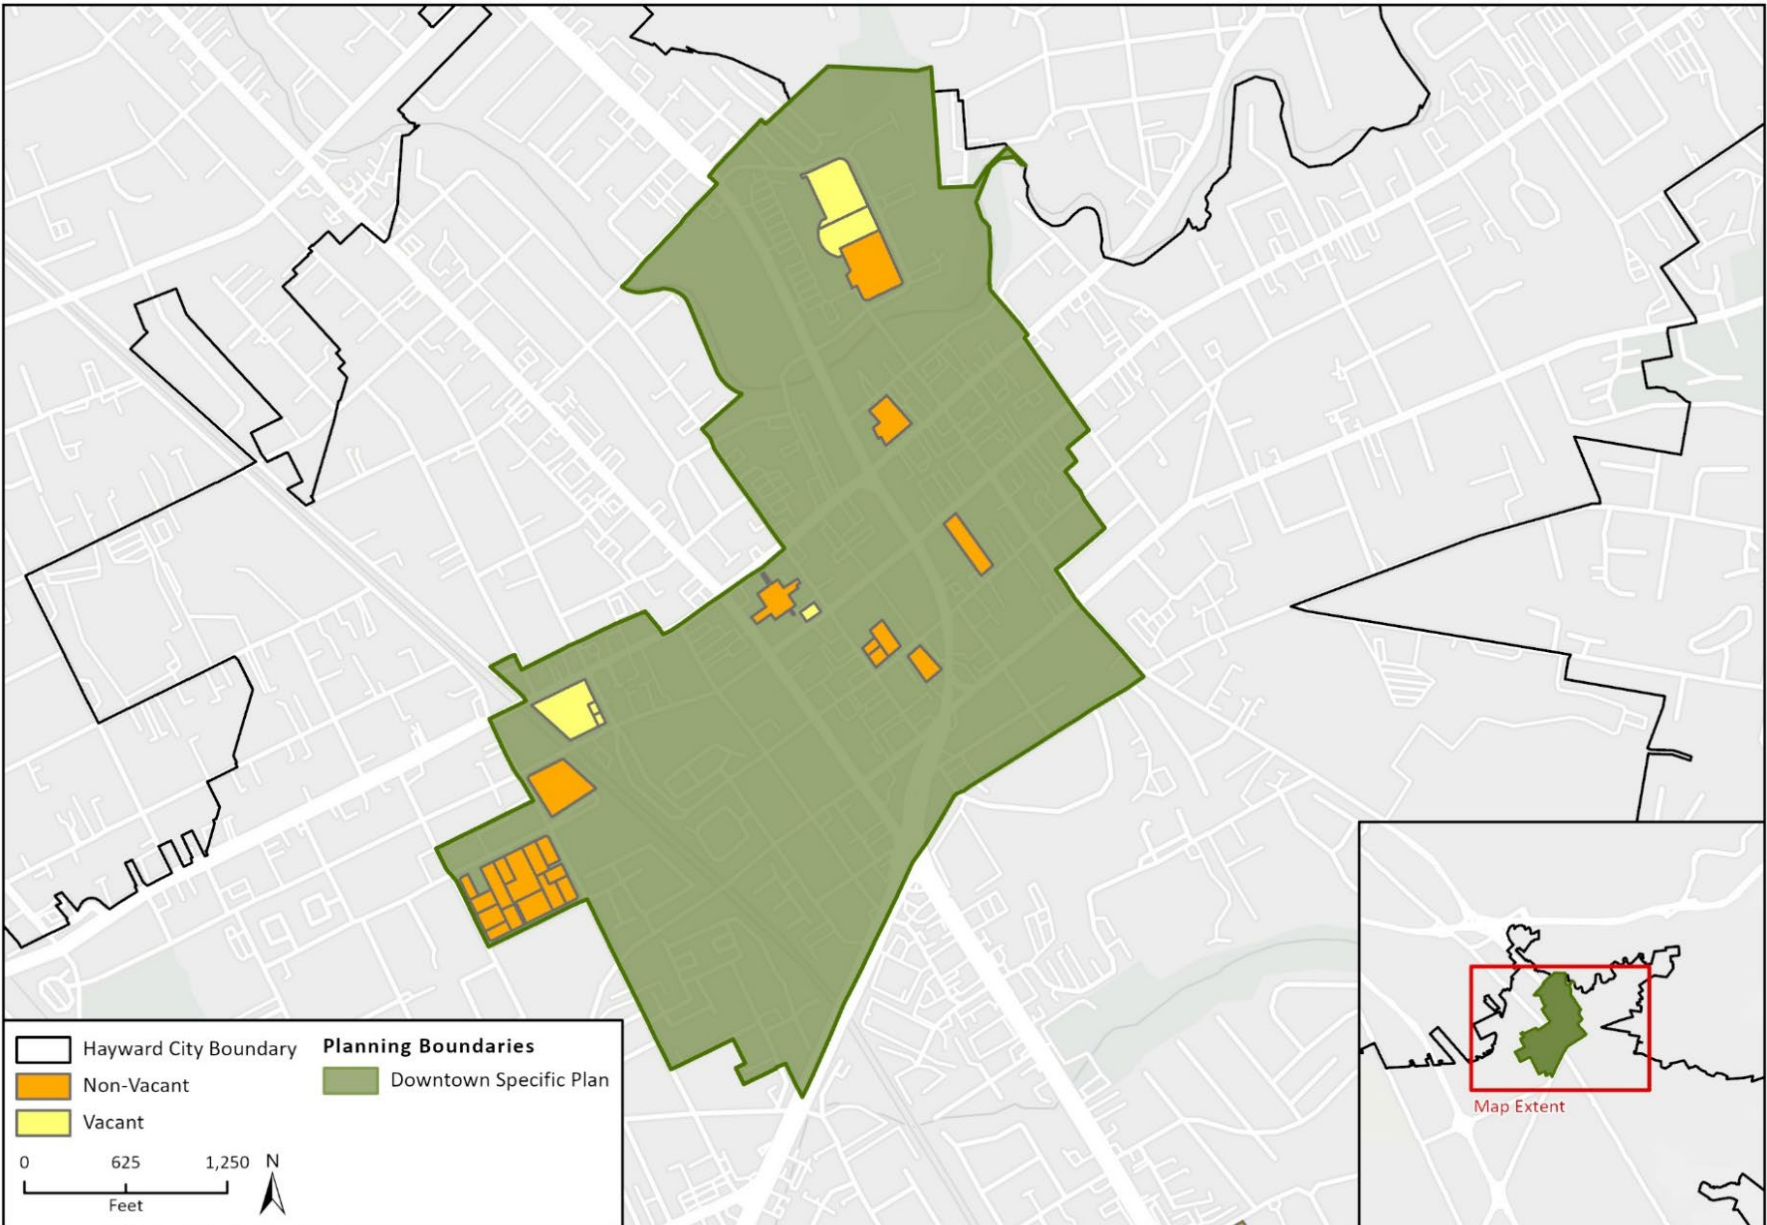 Hayward City Boundary
Non-Vacant
Vacant
Planning Boundaries
Downtown Specific Plan
0 625 1,250
Feet
N
Map Extent